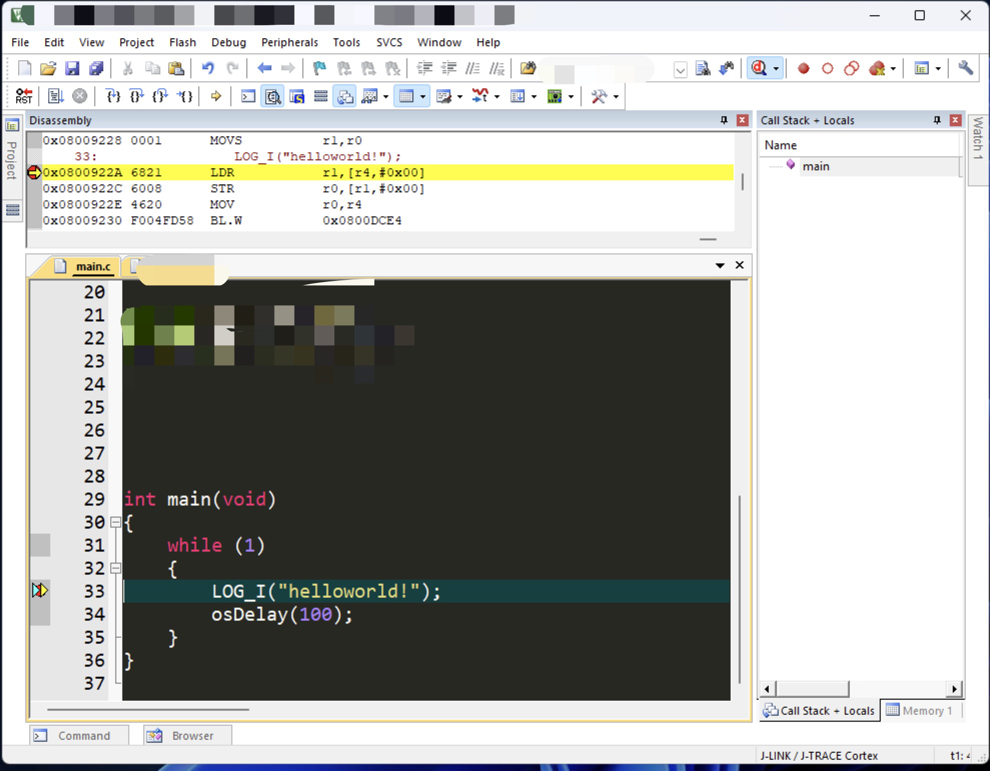 File Edit View Project Flash Debug Peripherals Tools SVCS Window Help
RST
Project
Disassembly
0x08009228 0001 MOVS r1,r0
33: LOG_I("helloworld!");
0x0800922A 6821 LDR r1,[r4,#0x00]
0x0800922C 6008 STR r0,[r1,#0x00]
0x0800922E 4620 MOV r0,r4
0x08009230 F004FD58 BL.W 0x0800DCE4
Call Stack + Locals
Name
main
Watch 1
main.c
20
21
22
23
24
25
26
27
28
29 int main(void)
30 {
31 while (1)
32 {
33 LOG_I("helloworld!");
34 osDelay(100);
35 }
36 }
37
Call Stack + Locals Memory 1
Command Browser
J-LINK / J-TRACE Cortex t1: